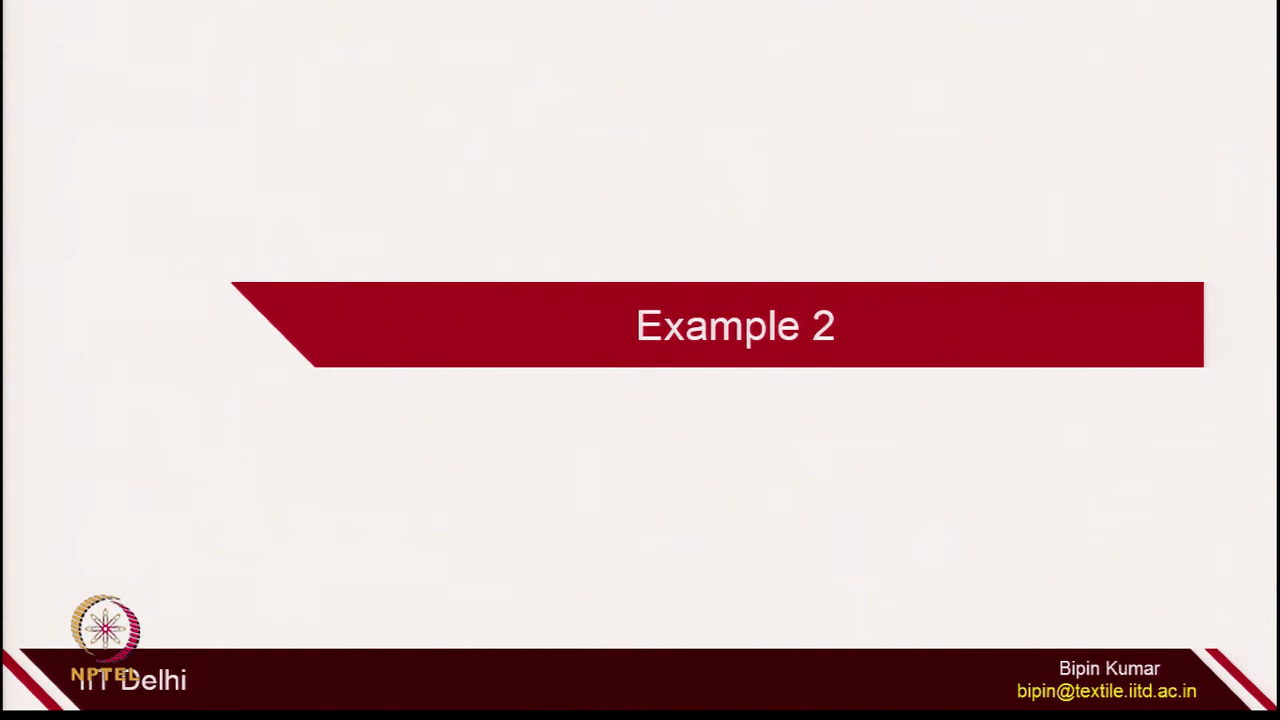 Example 2
NPTEL
IIT Delhi
Bipin Kumar
bipin@textile.iitd.ac.in